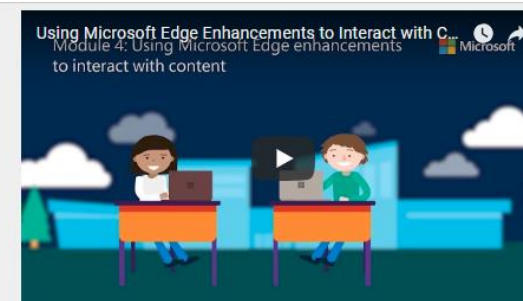 Using Microsoft Edge Enhancements to Interact with C...
Module 4: Using Microsoft Edge enhancements
to interact with content
Microsoft